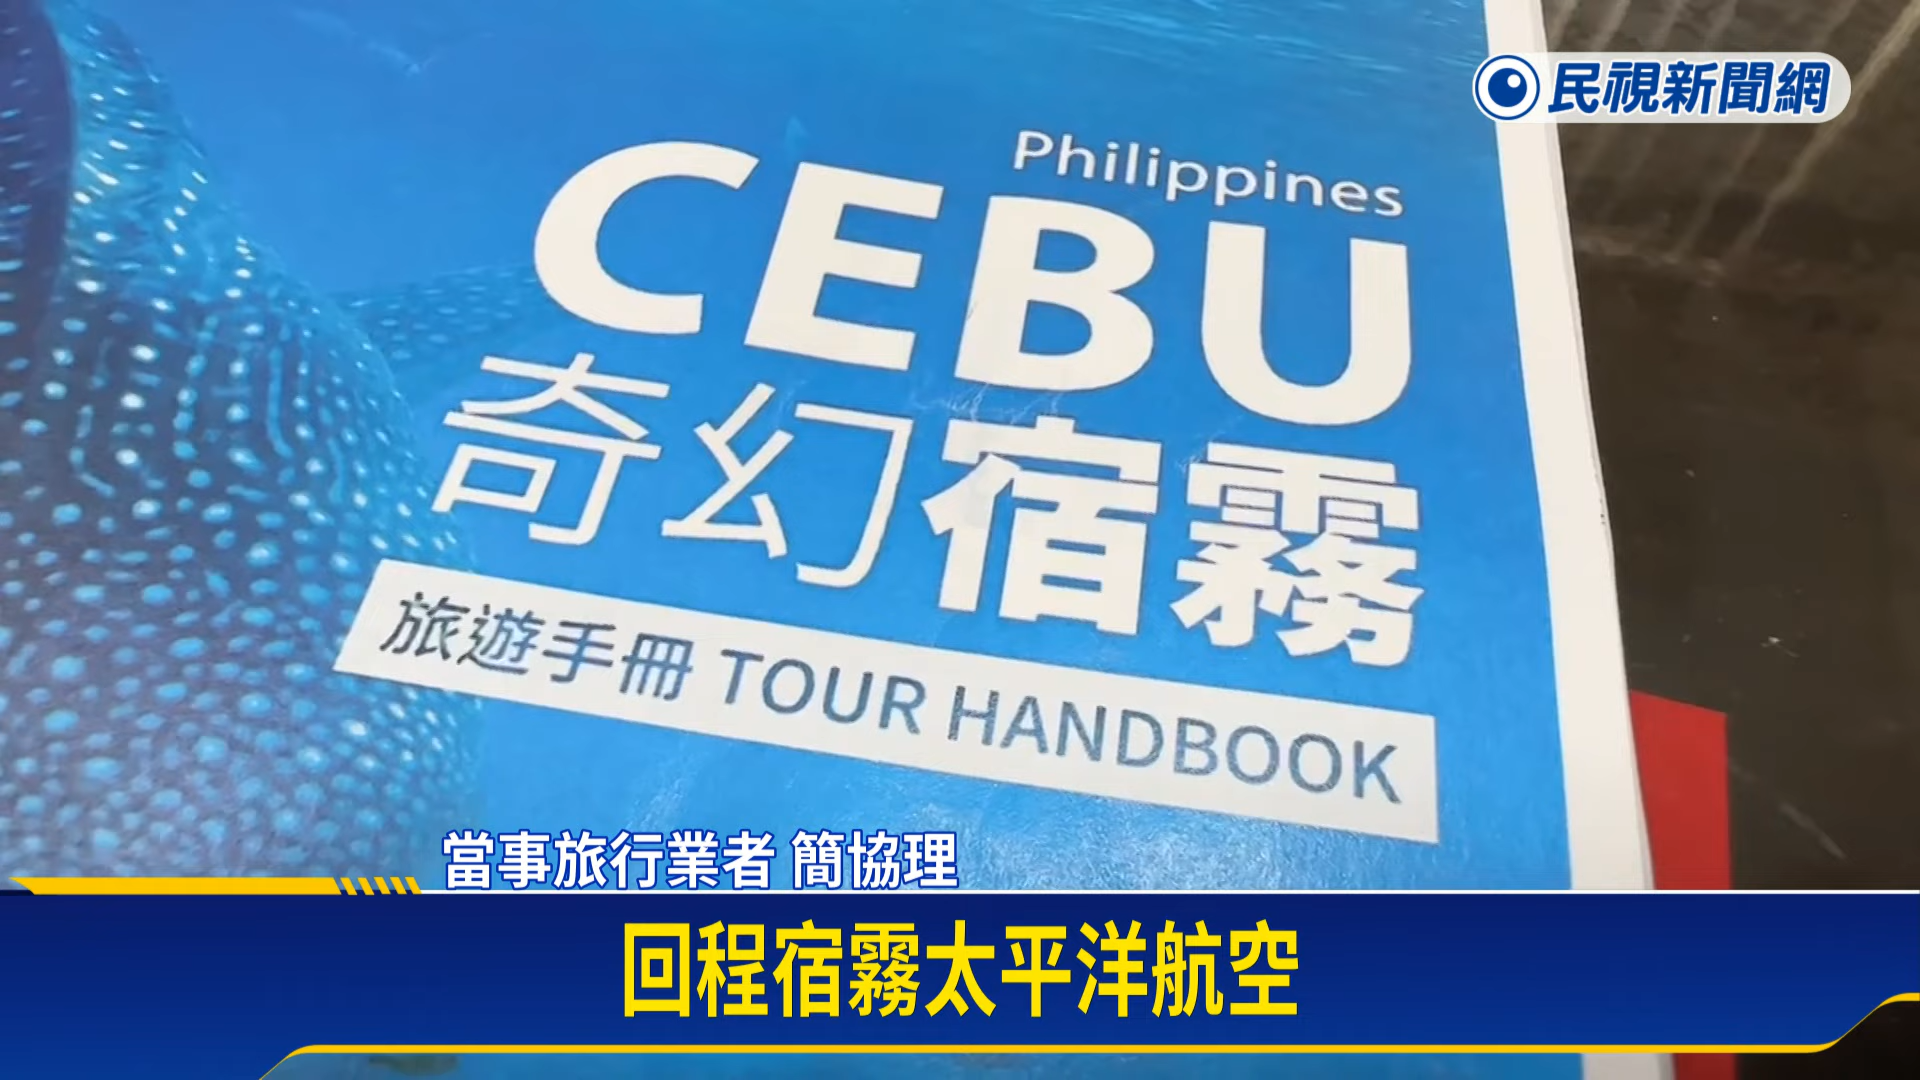 民視新聞網
Philippines
CEBU
奇幻宿霧
旅遊手冊 TOUR HANDBOOK
當事旅行業者 簡協理
回程宿霧太平洋航空